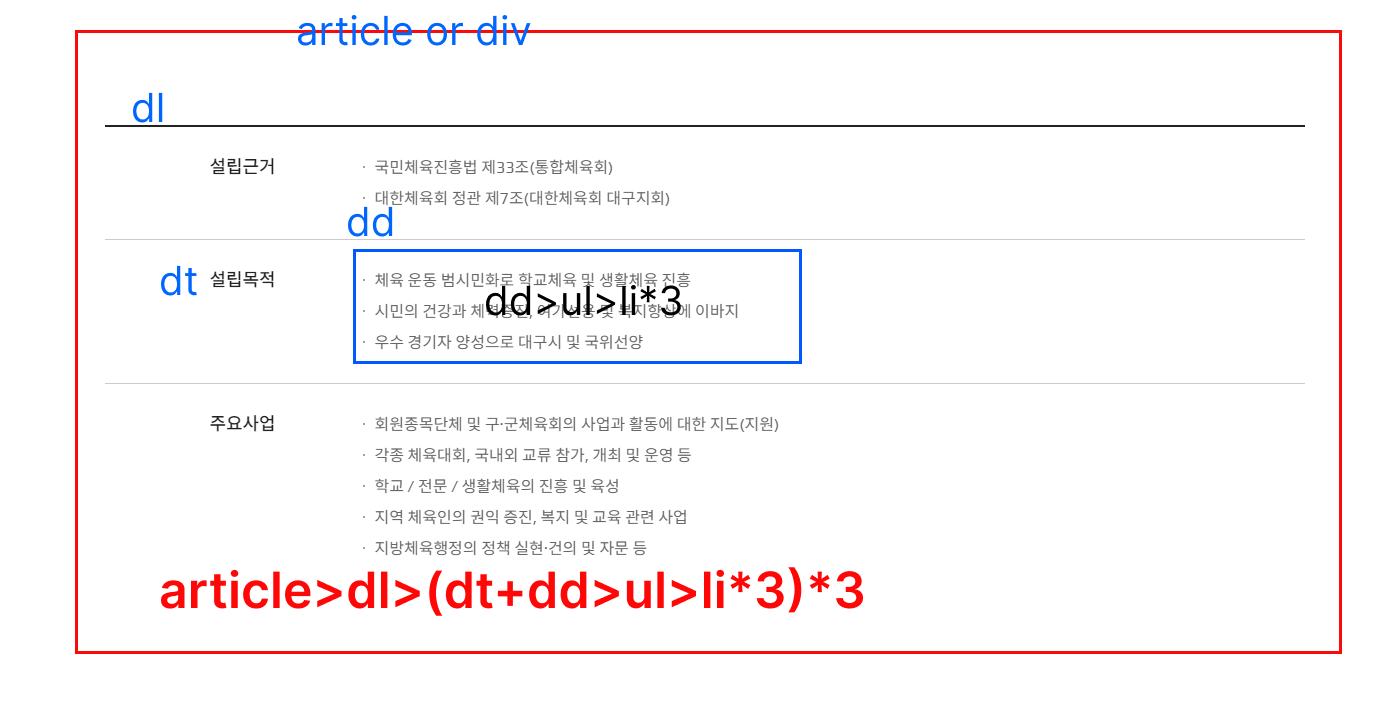 article or div
dl
설립근거
· 국민체육진흥법 제33조(통합체육회)
· 대한체육회 정관 제7조(대한체육회 대구지회)
dd
dt 설립목적
· 체육 운동 범시민화로 학교체육 및 생활체육 진흥
dd>ul>li*3
· 시민의 건강과 체력증진, 여가선용 및 복지향상에 이바지
· 우수 경기자 양성으로 대구시 및 국위선양
주요사업
· 회원종목단체 및 구·군체육회의 사업과 활동에 대한 지도(지원)
· 각종 체육대회, 국내외 교류 참가, 개최 및 운영 등
· 학교 / 전문 / 생활체육의 진흥 및 육성
· 지역 체육인의 권익 증진, 복지 및 교육 관련 사업
· 지방체육행정의 정책 실현·건의 및 자문 등
article>dl>(dt+dd>ul>li*3)*3